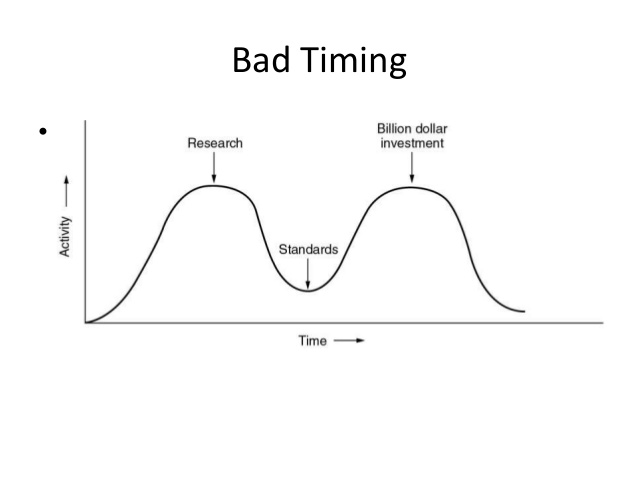 Bad Timing
•
Research
Billion dollar
investment
Standards
Activity
Time